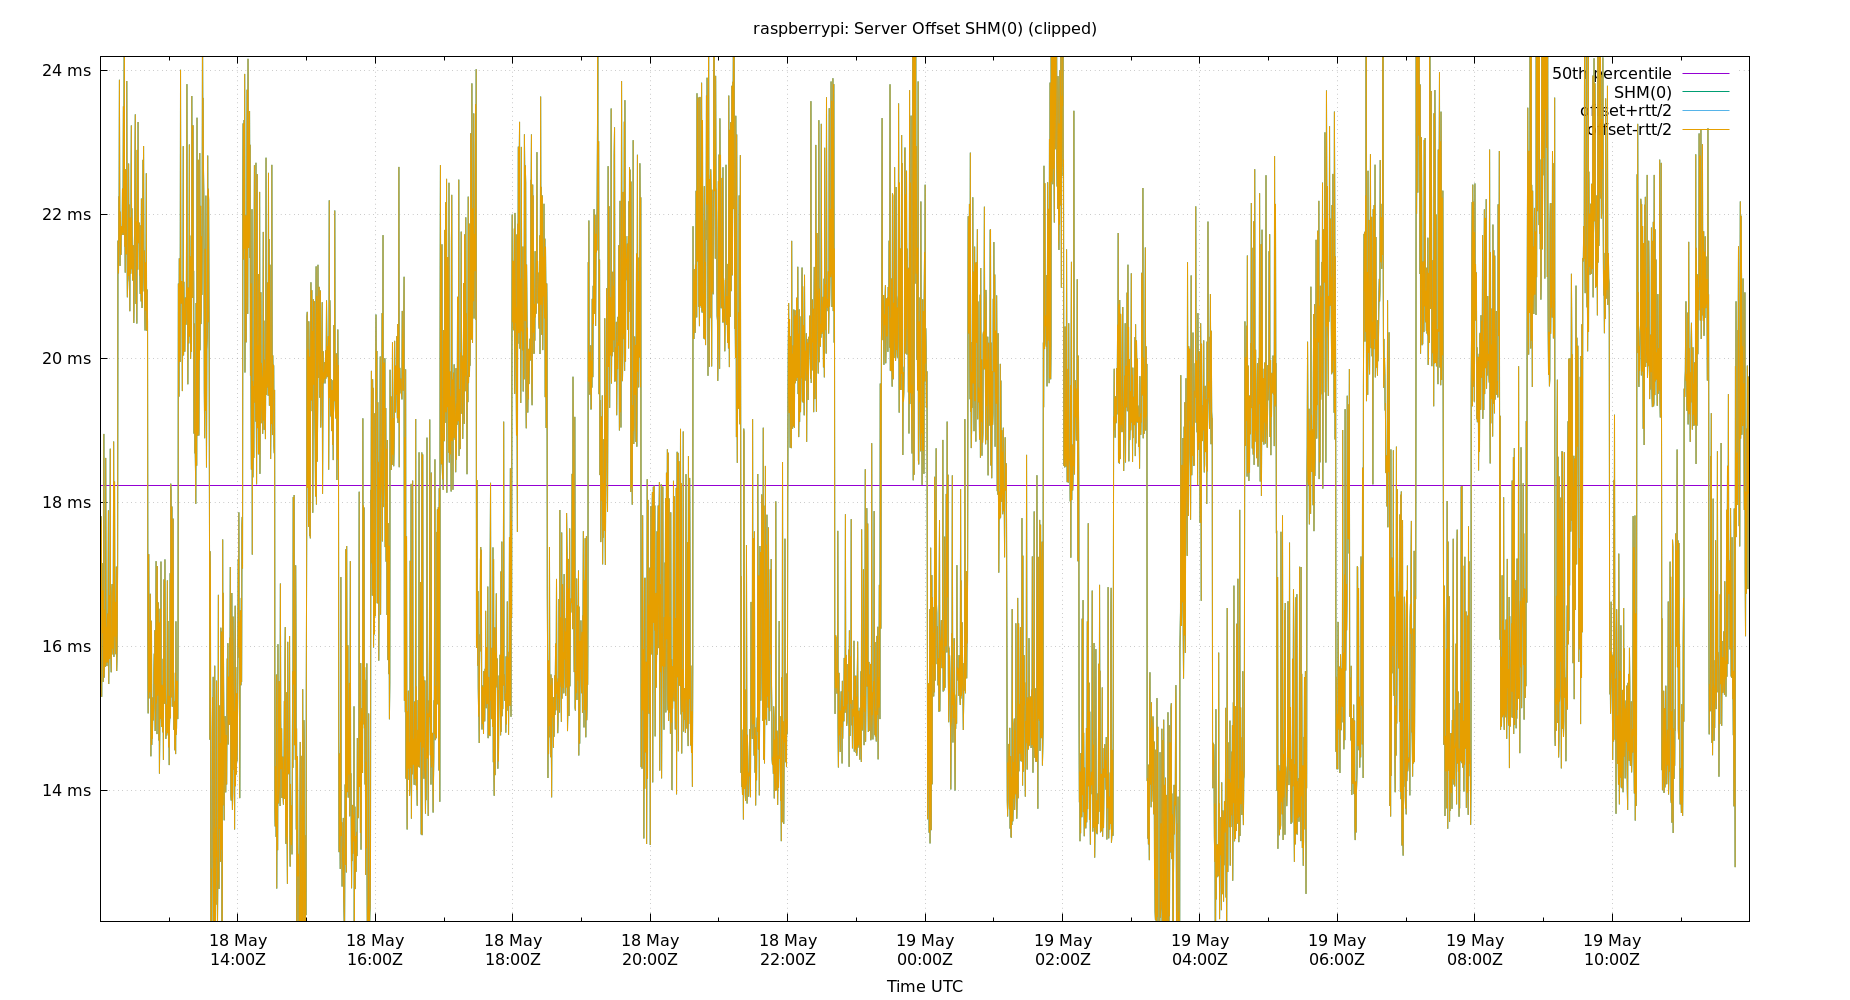 raspberrypi: Server Offset SHM(0) (clipped)
24 ms
22 ms
20 ms
18 ms
16 ms
14 ms
50th percentile
SHM(0)
offset+rtt/2
offset-rtt/2
18 May
14:00Z
18 May
16:00Z
18 May
18:00Z
18 May
20:00Z
18 May
22:00Z
19 May
00:00Z
19 May
02:00Z
19 May
04:00Z
19 May
06:00Z
19 May
08:00Z
19 May
10:00Z
Time UTC